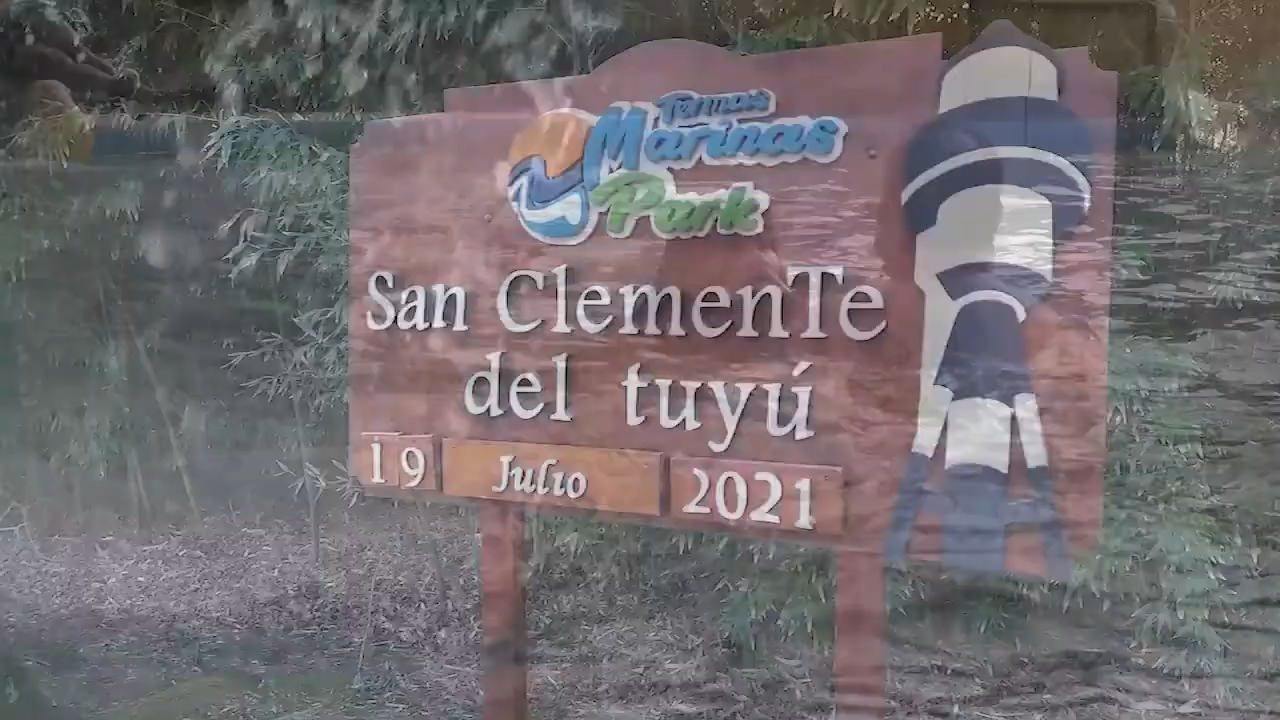 Termas
Marinas
Park
San ClemenTe
del tuyú
19 Julio 2021